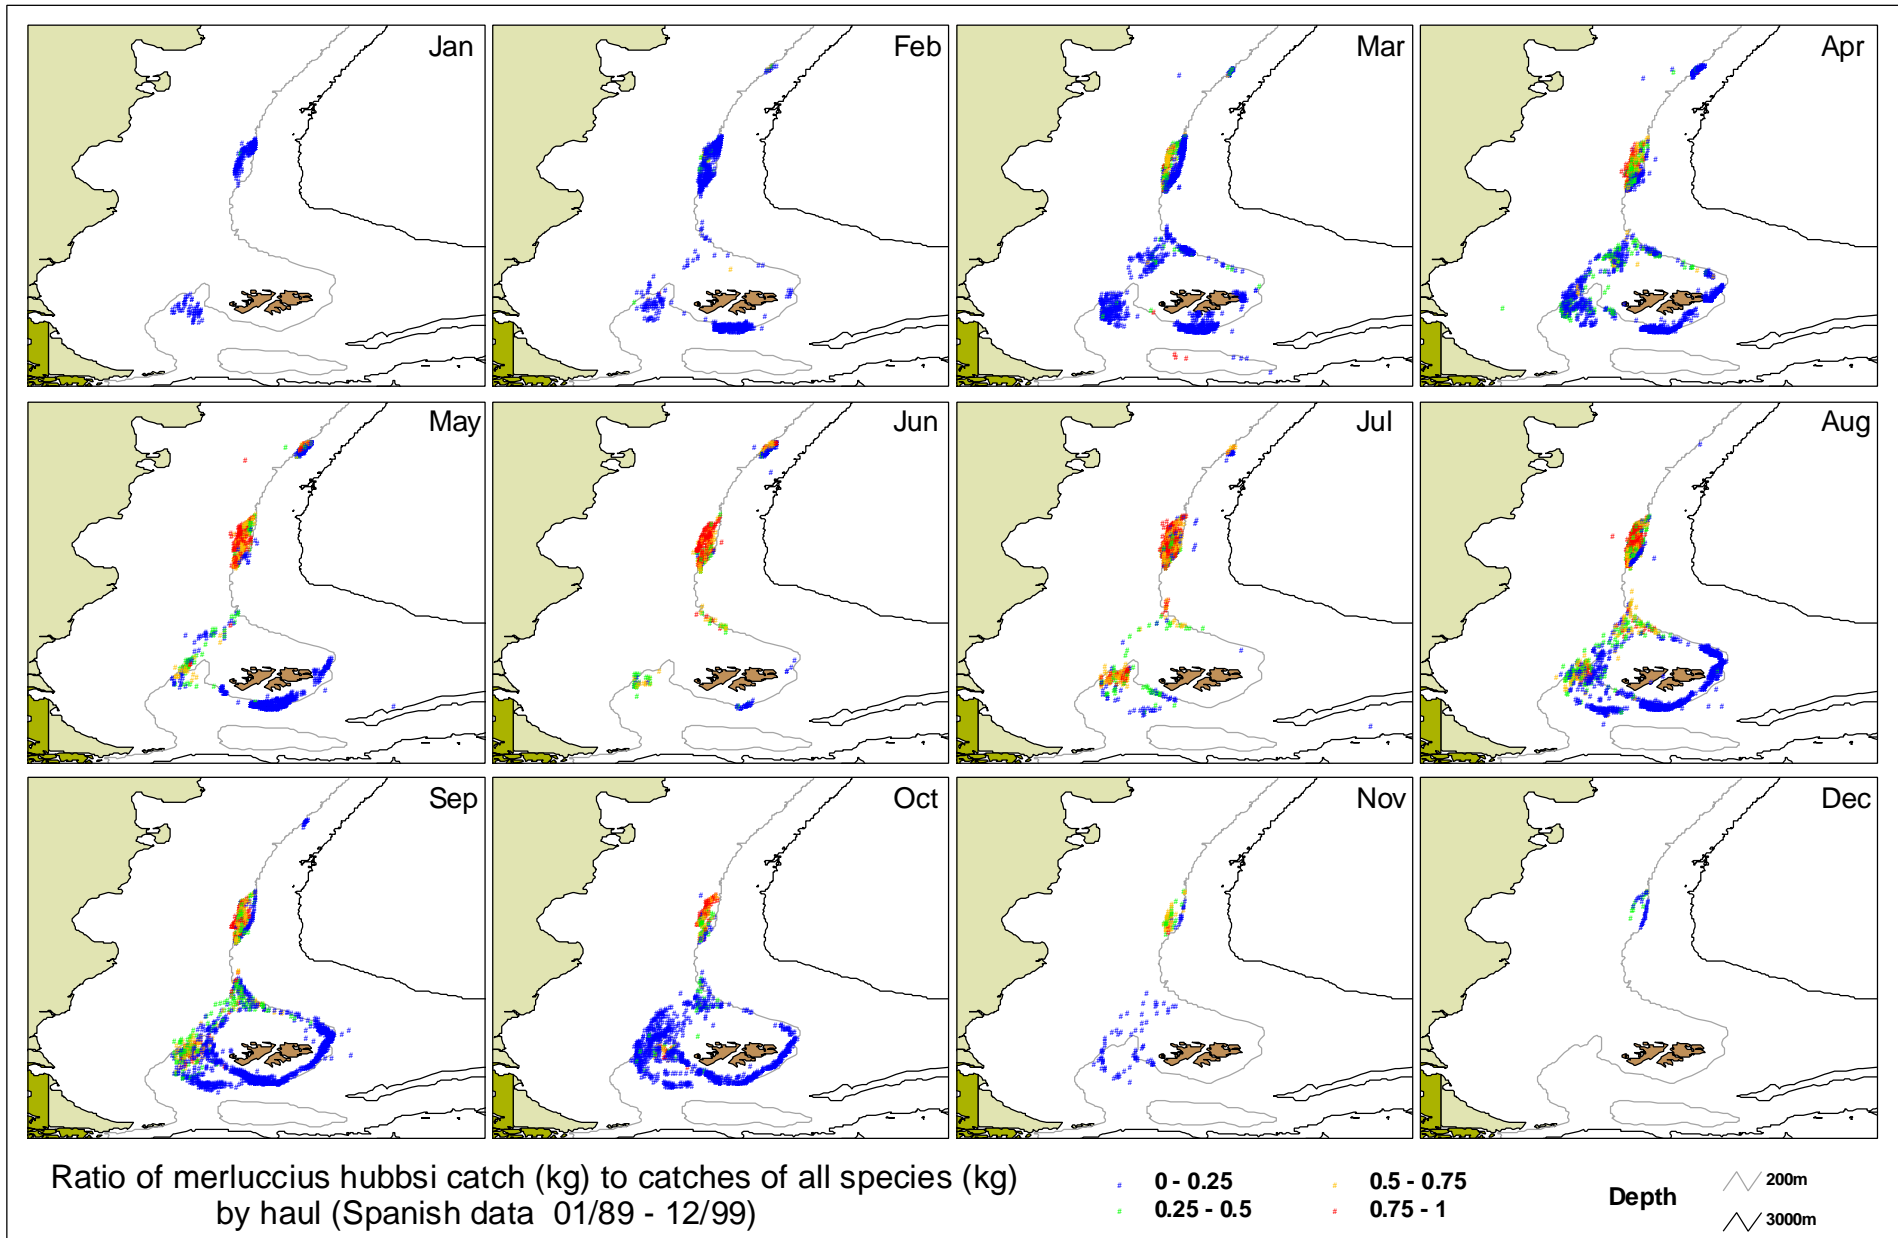 Jan
Feb
Mar
Apr
May
Jun
Jul
Aug
Sep
Oct
Nov
Dec
Ratio of merluccius hubbsi catch (kg) to catches of all species (kg)
by haul (Spanish data 01/89 - 12/99)
0 - 0.25
0.25 - 0.5
0.5 - 0.75
0.75 - 1
Depth
200m
3000m